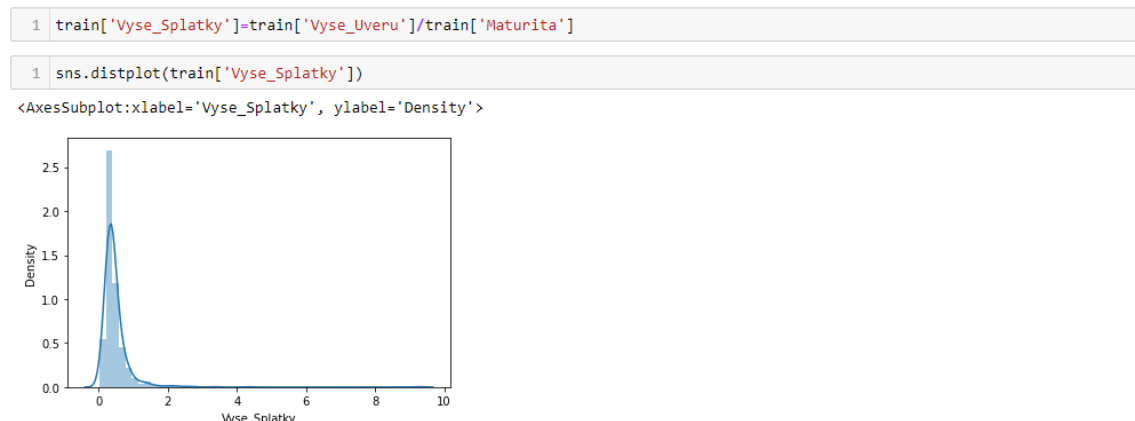 1 train['Vyse_Splatky']=train['Vyse_Uveru']/train['Maturita']
1 sns.distplot(train['Vyse_Splatky'])
<AxesSubplot:xlabel='Vyse_Splatky', ylabel='Density'>
2.5
2.0
1.5
1.0
0.5
0.0
Density
0 2 4 6 8 10
Vyse_Splatky